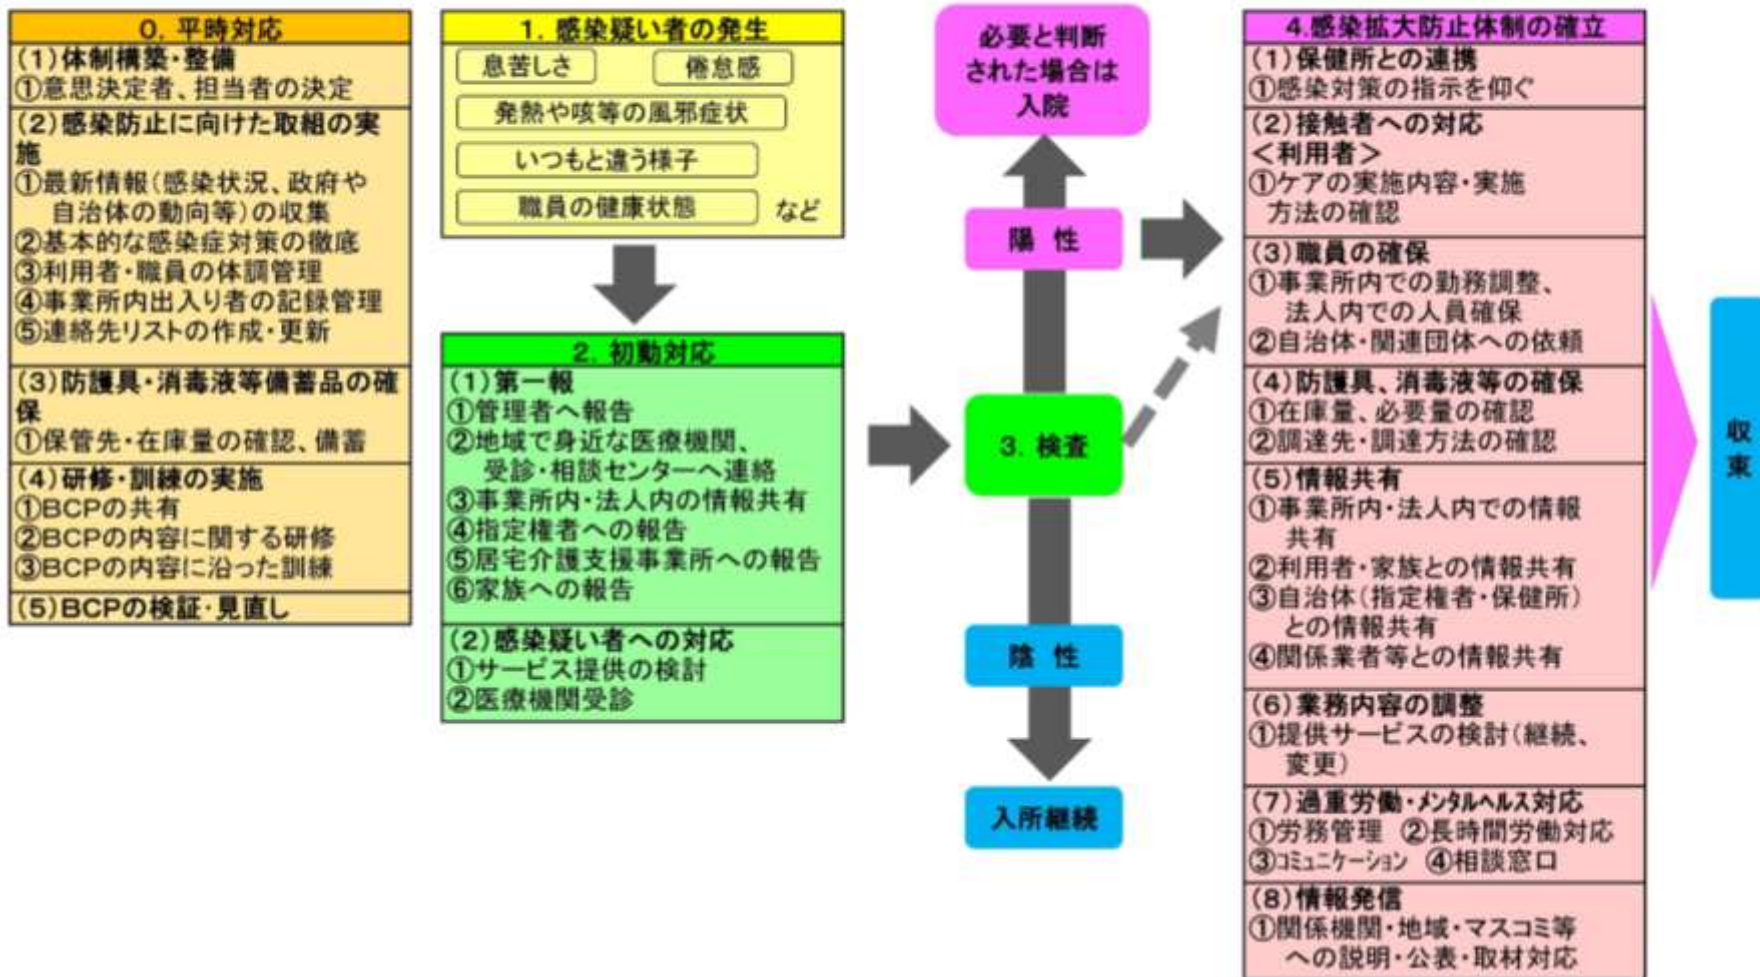 0. 平時対応
(1)体制構築・整備
①意思決定者、担当者の決定
(2)感染防止に向けた取組の実
施
①最新情報(感染状況、政府や
自治体の動向等)の収集
②基本的な感染症対策の徹底
③利用者・職員の体調管理
④事業所内出入り者の記録管理
⑤連絡先リストの作成・更新
(3)防護具・消毒液等備蓄品の確
保
①保管先・在庫量の確認、備蓄
(4)研修・訓練の実施
①BCPの共有
②BCPの内容に関する研修
③BCPの内容に沿った訓練
(5)BCPの検証・見直し
1. 感染疑い者の発生
息苦しさ
倦怠感
発熱や咳等の風邪症状
いつもと違う様子
職員の健康状態
など
2. 初動対応
(1)第一報
①管理者へ報告
②地域で身近な医療機関、
受診・相談センターへ連絡
③事業所内・法人内の情報共有
④指定権者への報告
⑤居宅介護支援事業所への報告
⑥家族への報告
(2)感染疑い者への対応
①サービス提供の検討
②医療機関受診
必要と判断
された場合は
入院
陽 性
3. 検査
陰 性
入所継続
4.感染拡大防止体制の確立
(1)保健所との連携
①感染対策の指示を仰ぐ
(2)接触者への対応
<利用者>
①ケアの実施内容・実施
方法の確認
(3)職員の確保
①事業所内での勤務調整、
法人内での人員確保
②自治体・関連団体への依頼
(4)防護具、消毒液等の確保
①在庫量、必要量の確認
②調達先・調達方法の確認
(5)情報共有
①事業所内・法人内での情報
共有
②利用者・家族との情報共有
③自治体(指定権者・保健所)
との情報共有
④関係業者等との情報共有
(6)業務内容の調整
①提供サービスの検討(継続、
変更)
(7)過重労働・メンタルヘルス対応
①労務管理 ②長時間労働対応
③コミュニケーション ④相談窓口
(8)情報発信
①関係機関・地域・マスコミ等
への説明・公表・取材対応
収
束